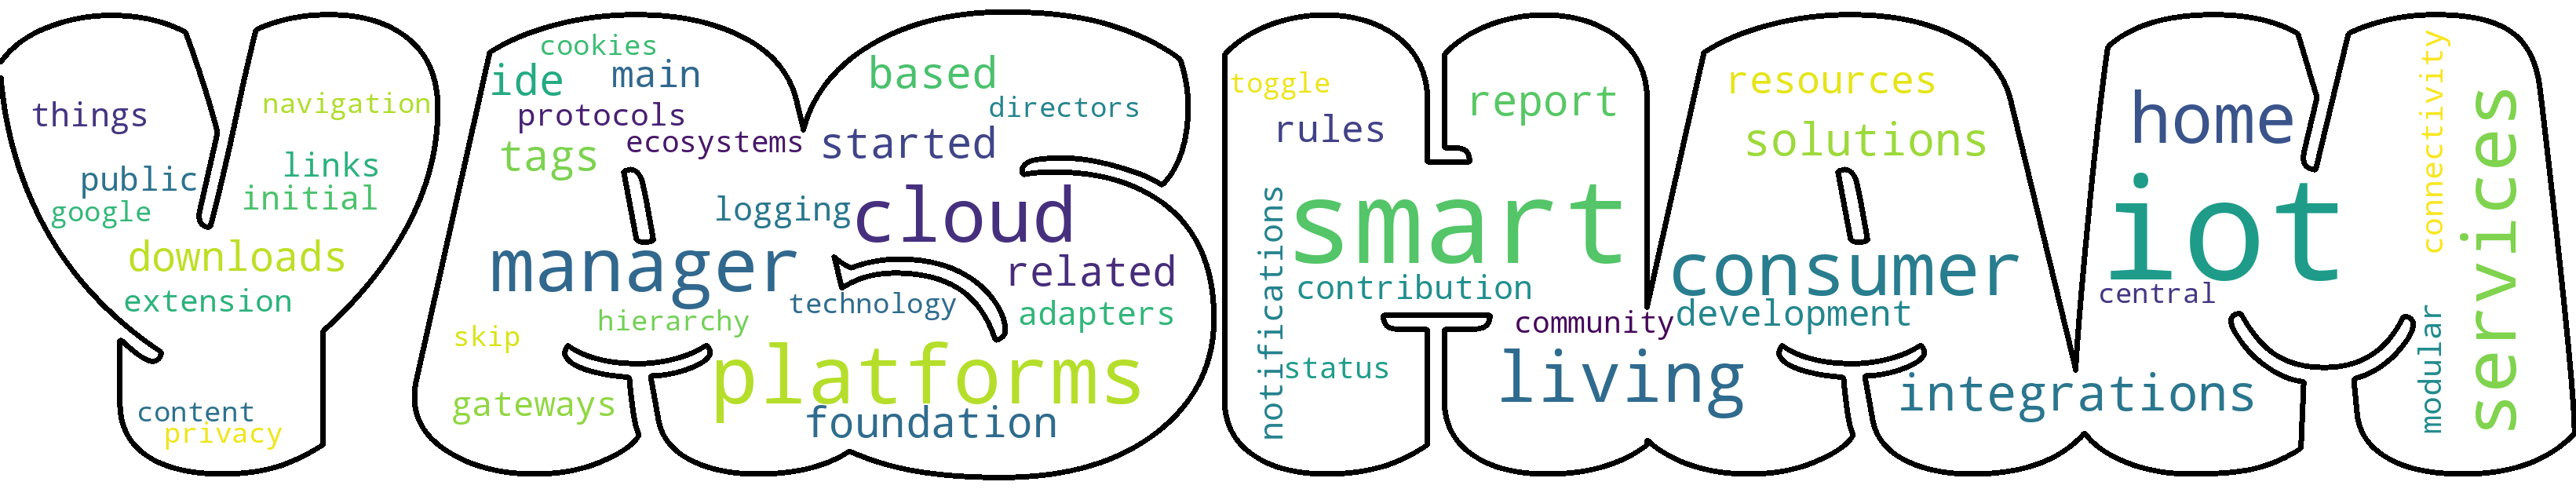 YASHAM
things
public
google
navigation
links
initial
downloads
extension
content
privacy
cookies
ide
main
protocols
ecosystems
tags
based
directors
started
logging
cloud
manager
related
technology
adapters
hierarchy
skip
platforms
gateways
foundation
toggle
rules
report
notifications
smart
contribution
community
status
living
resources
solutions
consumer
development
integrations
home
iot
central
connectivity
services
modular